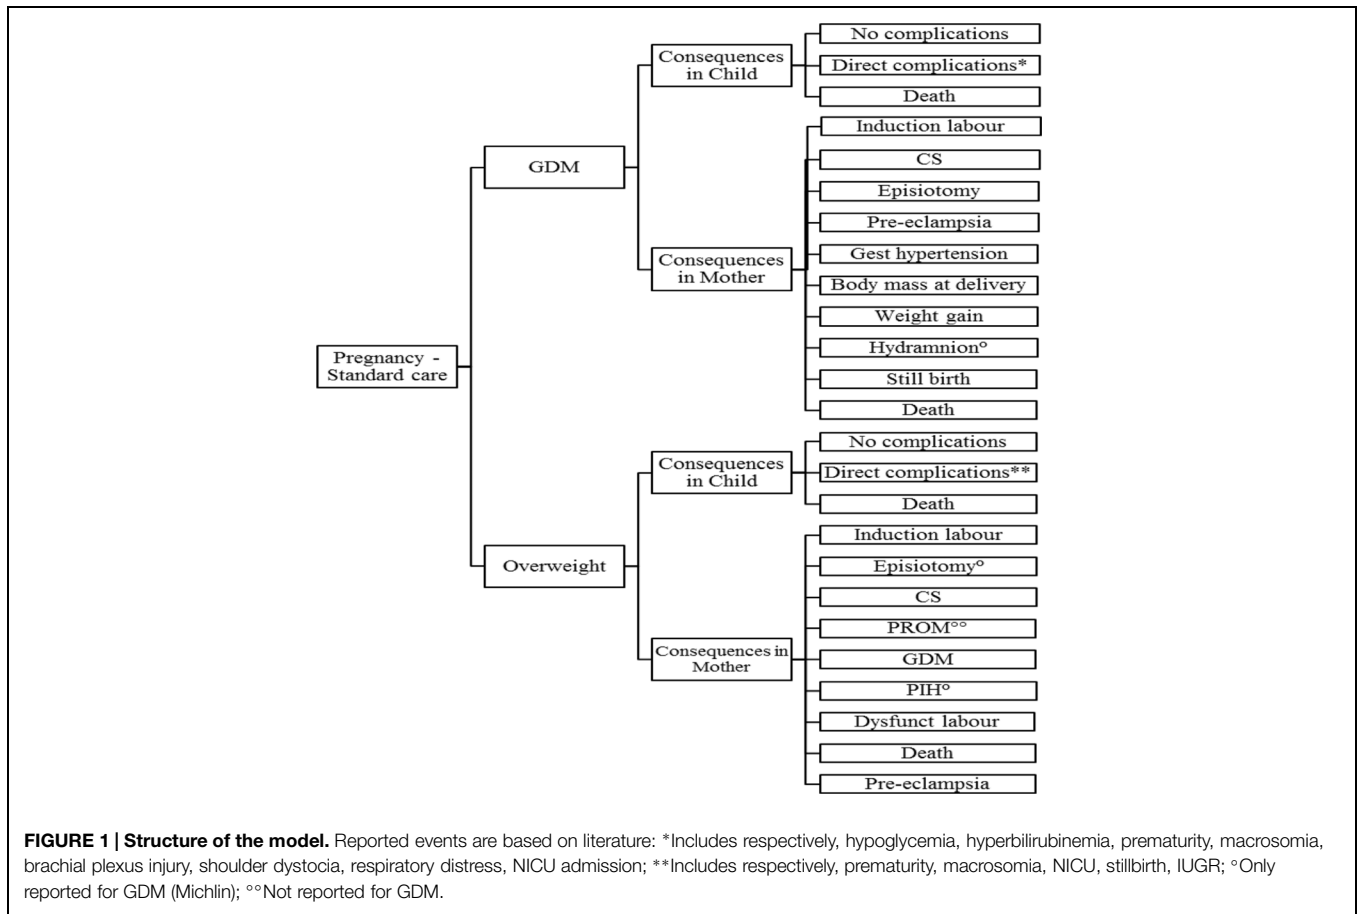 No complications
Consequences
in Child
Direct complications*
Death
Induction labour
GDM
CS
Episiotomy
Pre-eclampsia
Gest hypertension
Consequences
in Mother
Body mass at delivery
Weight gain
Hydramnion°
Pregnancy -
Standard care
Still birth
Death
No complications
Consequences
in Child
Direct complications**
Death
Induction labour
Overweight
Episiotomy°
CS
PROM°°
Consequences in
Mother
GDM
PIH°
Dysfunct labour
Death
Pre-eclampsia
FIGURE 1 | Structure of the model. Reported events are based on literature: *Includes respectively, hypoglycemia, hyperbilirubinemia, prematurity, macrosomia,
brachial plexus injury, shoulder dystocia, respiratory distress, NICU admission; **Includes respectively, prematurity, macrosomia, NICU, stillbirth, IUGR; °Only
reported for GDM (Michlin); °°Not reported for GDM.